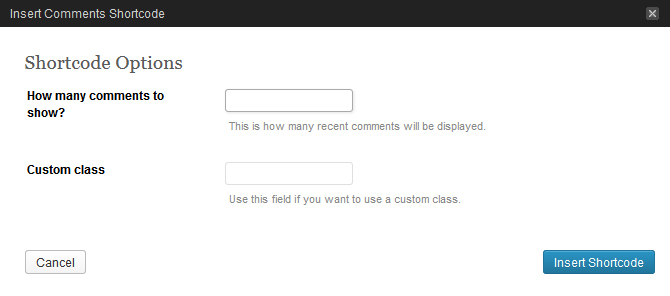 Insert Comments Shortcode
Shortcode Options
How many comments to
show?
This is how many recent comments will be displayed.
Custom class
Use this field if you want to use a custom class.
Cancel
Insert Shortcode